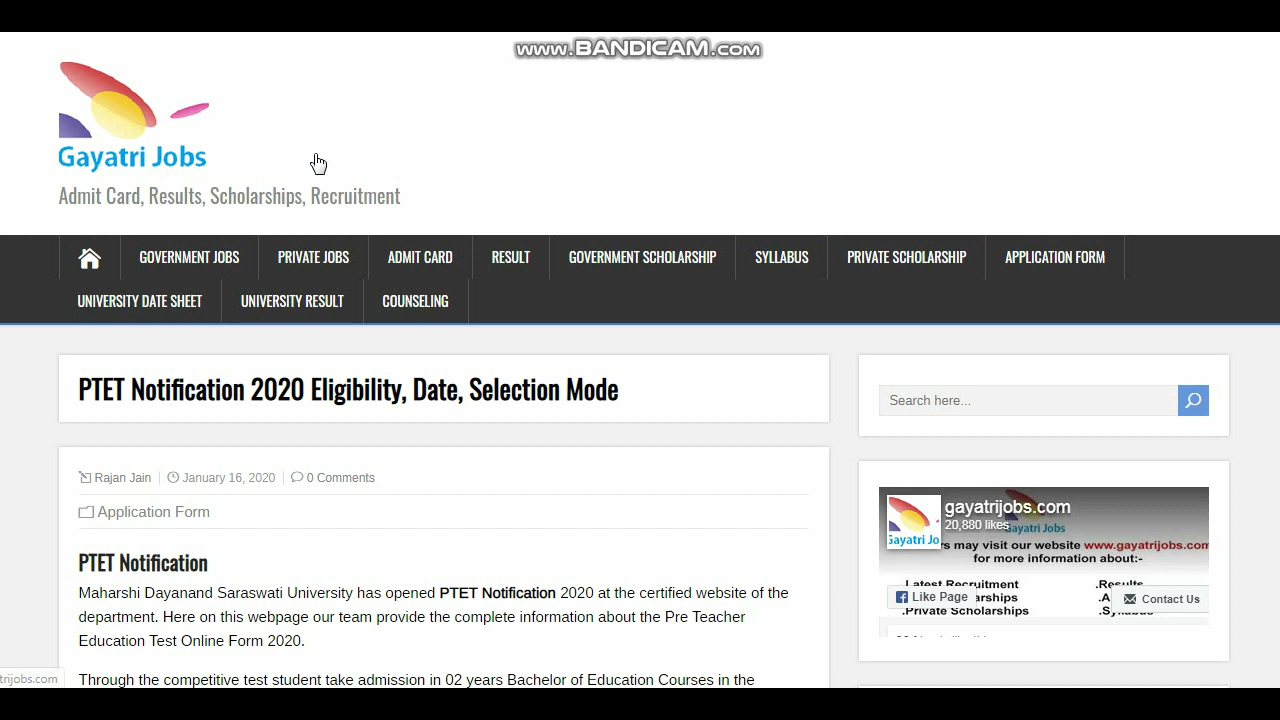 www.BANDICAM.com
Gayatri Jobs
Admit Card, Results, Scholarships, Recruitment
GOVERNMENT JOBS PRIVATE JOBS ADMIT CARD RESULT GOVERNMENT SCHOLARSHIP SYLLABUS PRIVATE SCHOLARSHIP APPLICATION FORM
UNIVERSITY DATE SHEET UNIVERSITY RESULT COUNSELING
PTET Notification 2020 Eligibility, Date, Selection Mode
Rajan Jain January 16, 2020 0 Comments
Application Form
PTET Notification
Maharshi Dayanand Saraswati University has opened PTET Notification 2020 at the certified website of the
department. Here on this webpage our team provide the complete information about the Pre Teacher
Education Test Online Form 2020.
Through the competitive test student take admission in 02 years Bachelor of Education Courses in the
Search here...
gayatrijobs.com
20,880 likes
Gayatri Jobs
Gayatri Jo
rs may visit our website www.gayatrijobs.com
for more information about:-
Latest Recruitment .Results
Like Page arships .A Contact Us
.Private Scholarships .Syllabus
trijobs.com